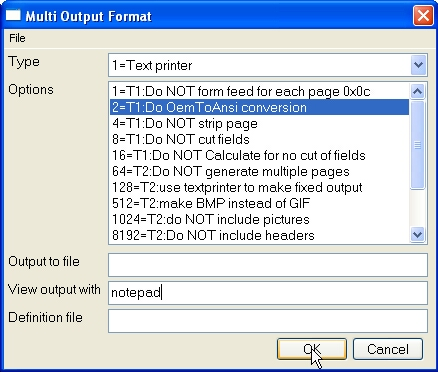 Multi Output Format
File
Type
1=Text printer
Options
1=T1:Do NOT form feed for each page 0x0c
2=T1:Do OemToAnsi conversion
4=T1:Do NOT strip page
8=T1:Do NOT cut fields
16=T1:Do NOT Calculate for no cut of fields
64=T2:Do NOT generate multiple pages
128=T2:use textprinter to make fixed output
512=T2:make BMP instead of GIF
1024=T2:do NOT include pictures
8192=T2:Do NOT include headers
Output to file
View output with
notepad
Definition file
OK
Cancel